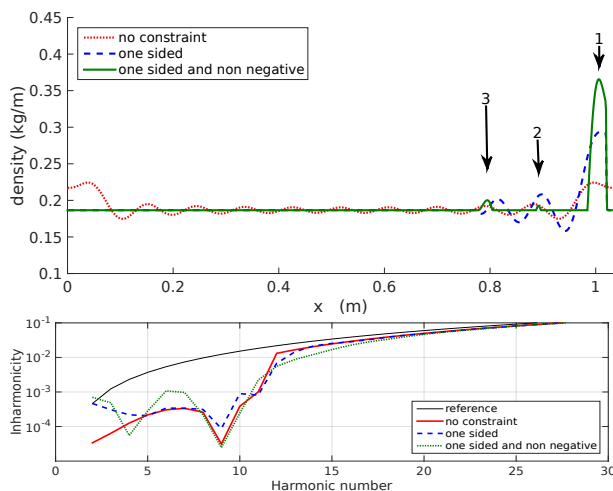 0.45
0.4
0.35
0.3
0.25
0.2
0.15
0.1
density (kg/m)
no constraint
one sided
one sided and non negative
1
2
3
0 0.2 0.4 0.6 0.8 1
x (m)
10-1
10-2
10-3
10-4
Inharmonicity
reference
no constraint
one sided
one sided and non negative
0 5 10 15 20 25 30
Harmonic number